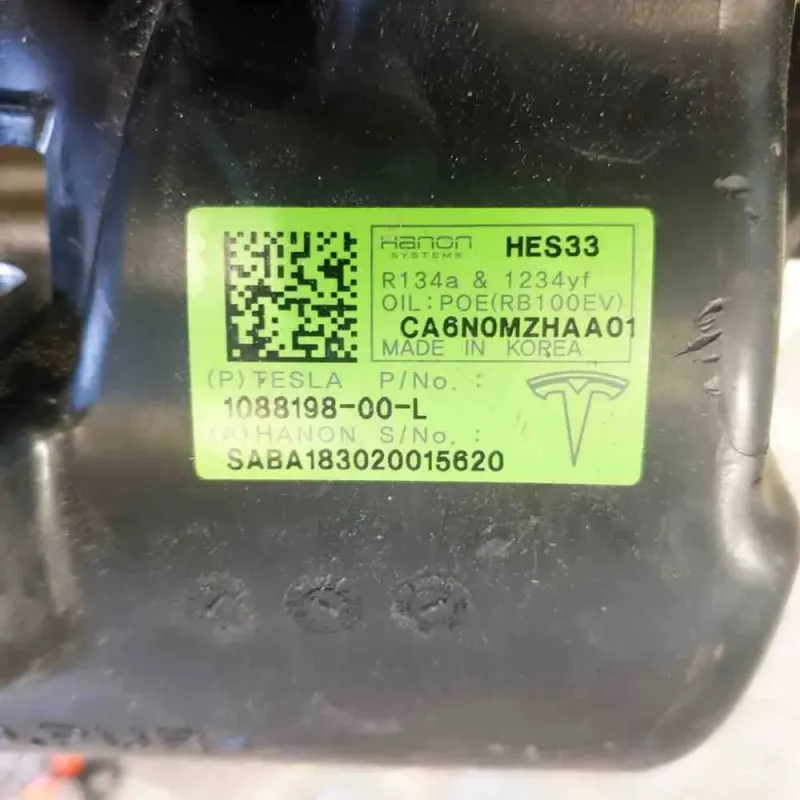 Hanon HES33
SYSTEMS
R134a & 1234yf
OIL:POE(RB100EV)
CA6N0MZHAA01
MADE IN KOREA
(P)TESLA P/No. :
1088198-00-L
(A)HANON S/No. :
SABA183020015620